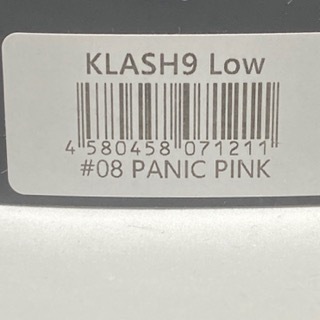 KLASH9 Low
4 580458 071211
#08 PANIC PINK